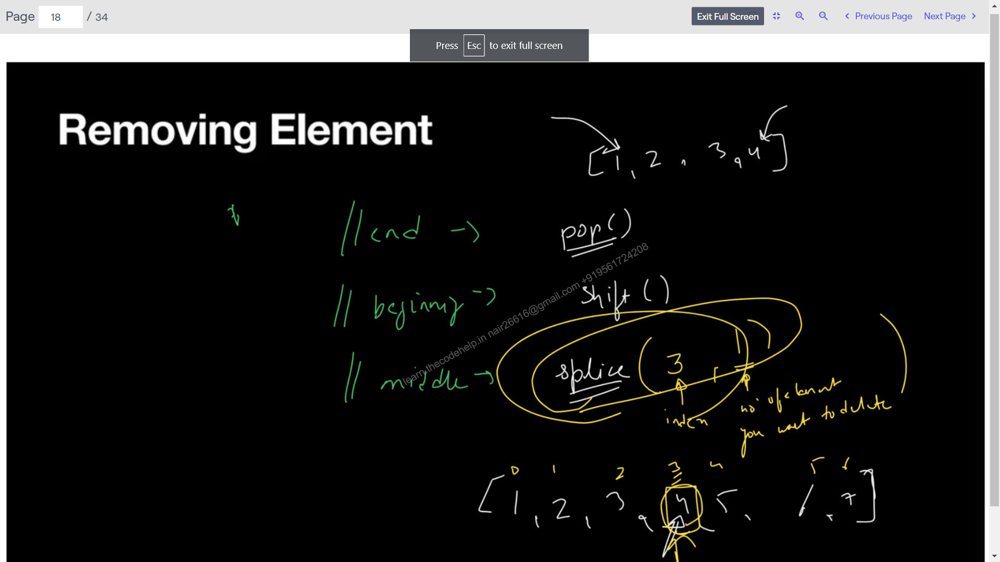 Page 18 / 34 Exit Full Screen Previous Page Next Page
Press Esc to exit full screen
Removing Element
[1, 2, 3, 4]
// end -> pop()
// beginning -> shift()
// middle -> splice(3, 1)
index no. of element
you want to delete
learn.thecodehelp.in nair26616@gmail.com +919561724208
0 1 2 3 4 5 6
[1, 2, 3, 4, 5, 6, 7]